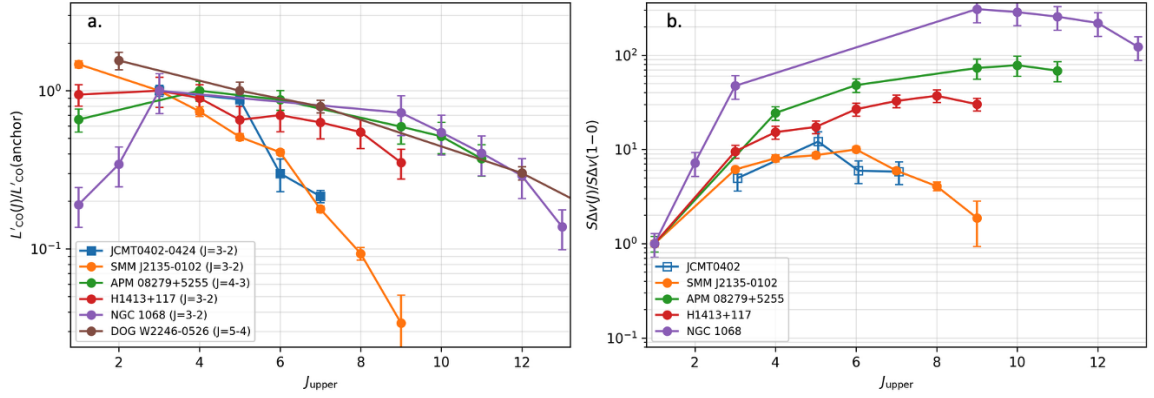 a.
10⁰
10⁻¹
L′CO(J)/L′CO(anchor)
JCMT0402-0424 (J=3-2)
SMM J2135-0102 (J=3-2)
APM 08279+5255 (J=4-3)
H1413+117 (J=3-2)
NGC 1068 (J=3-2)
DOG W2246-0526 (J=5-4)
2 4 6 8 10 12
Jupper
b.
10²
10¹
10⁰
10⁻¹
SΔv(J)/SΔv(1-0)
JCMT0402
SMM J2135-0102
APM 08279+5255
H1413+117
NGC 1068
2 4 6 8 10 12
Jupper